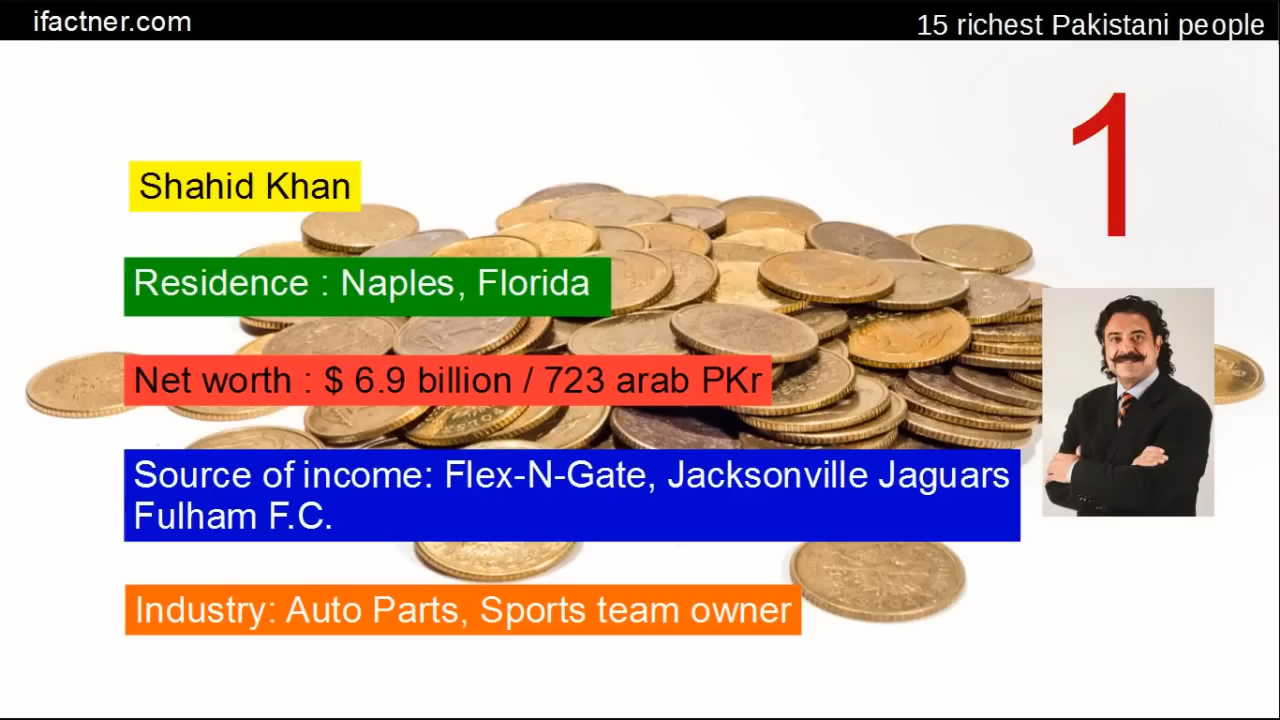 ifactner.com
15 richest Pakistani people
1
Shahid Khan
Residence : Naples, Florida
Net worth : $ 6.9 billion / 723 arab PKr
Source of income: Flex-N-Gate, Jacksonville Jaguars
Fulham F.C.
Industry: Auto Parts, Sports team owner